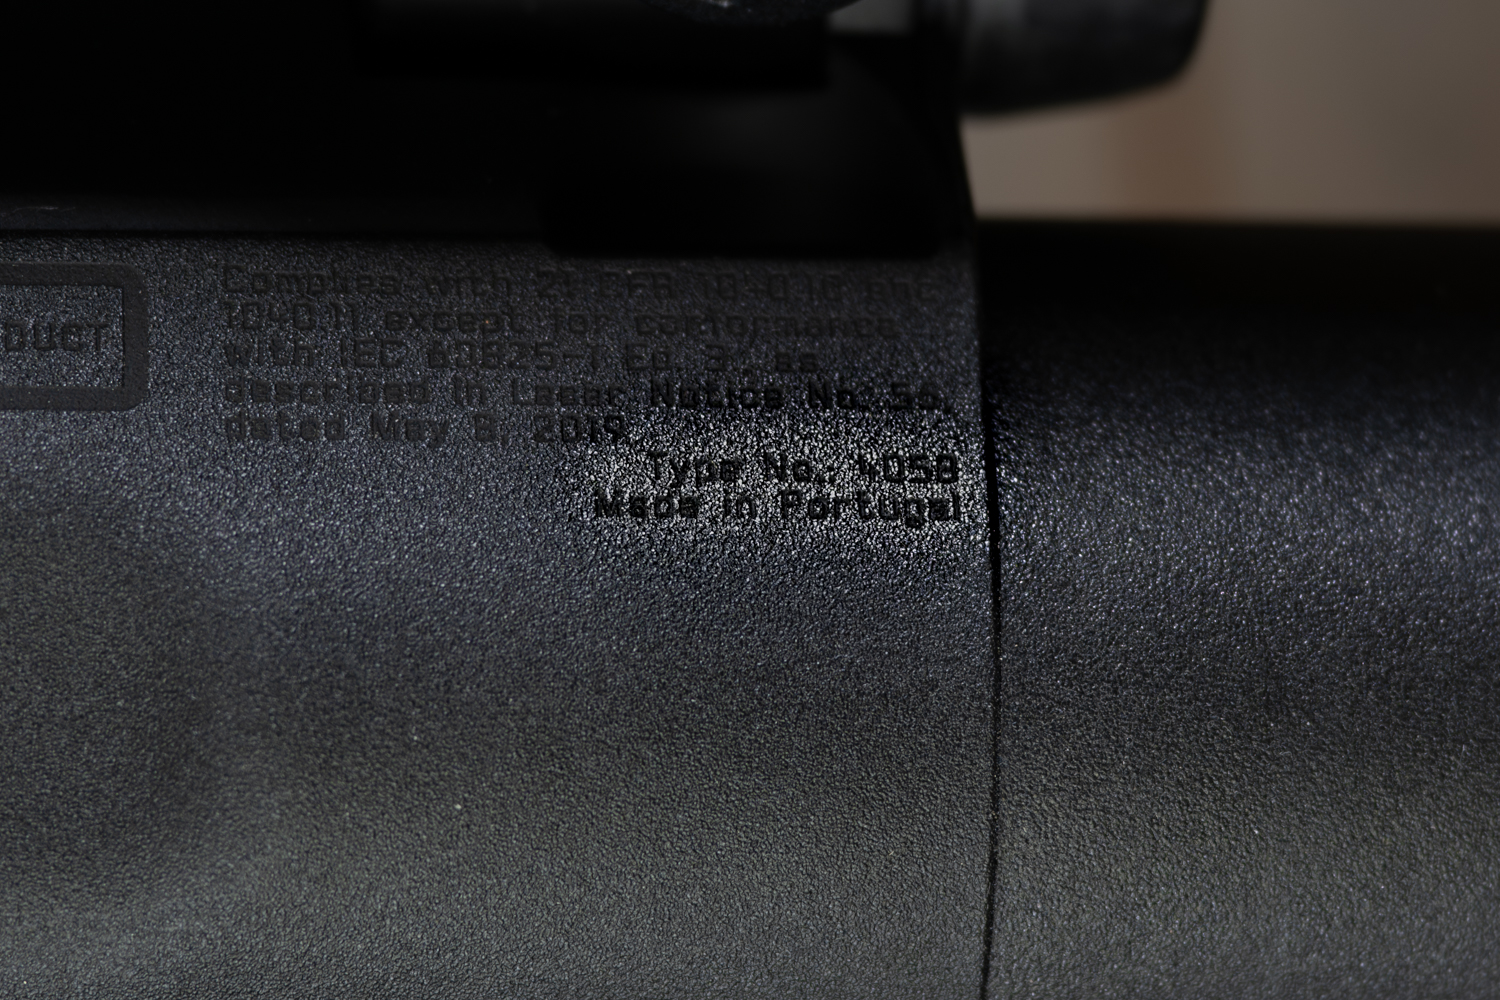 DUCT
Complies with 21 CFR 1040.10 and
1040.11 except for conformance
with IEC 60825-1 Ed. 3, as
described in Laser Notice No. 56,
dated May 8, 2019
Type No.: 4058
Made in Portugal